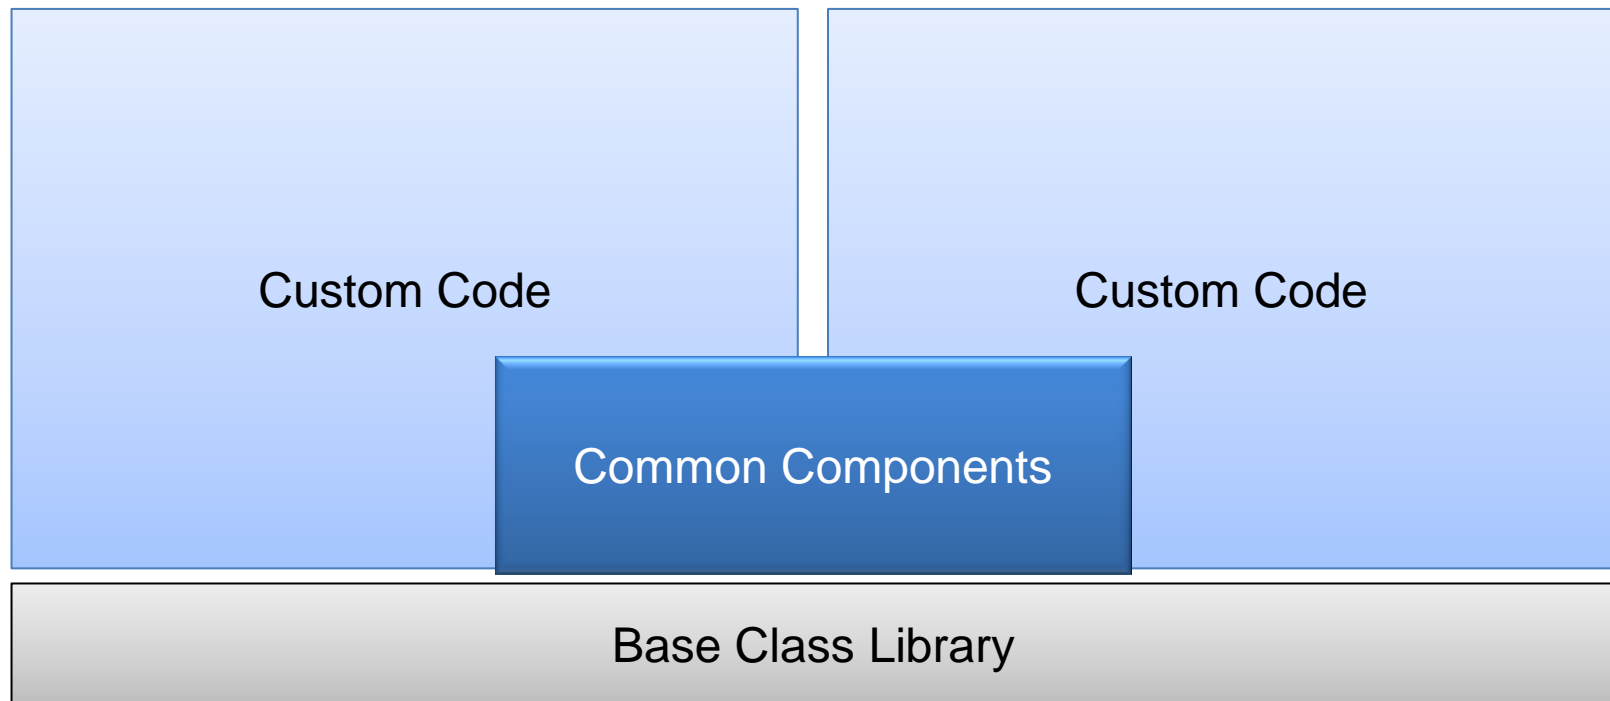 Custom Code
Custom Code
Common Components
Base Class Library